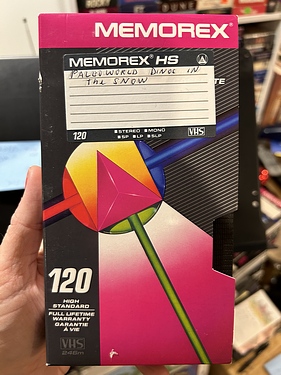 MEMOREX®
MEMOREX® HS
PALEOWORLD DINOS IN
THE SNOW
120
STEREO MONO
SP LP SLP
VHS
120
HIGH
STANDARD
FULL LIFETIME
WARRANTY
GARANTIE
À VIE
VHS
246m